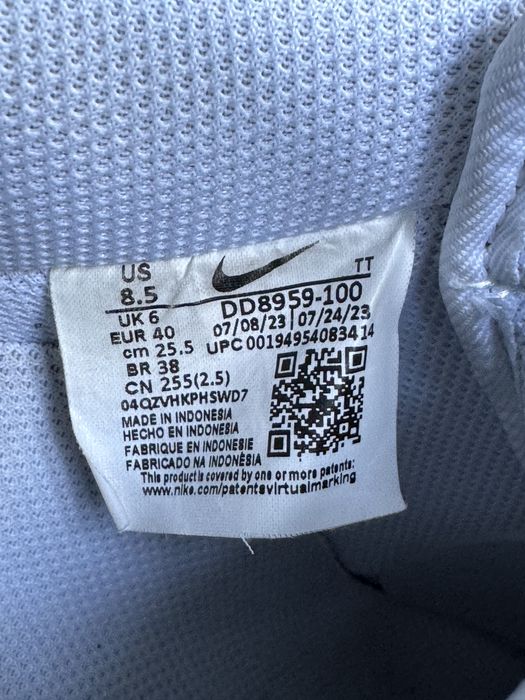 US
8.5
TT
UK 6
DD8959-100
EUR 40
07/08/23 | 07/24/23
cm 25.5
UPC 00194954083414
BR 38
CN 255(2.5)
04QZVHKPHSWD7
MADE IN INDONESIA
HECHO EN INDONESIA
FABRIQUE EN INDONESIE
FABRICADO NA INDONÉSIA
This product is covered by one or more patents:
www.nike.com/patentsvirtualmarking